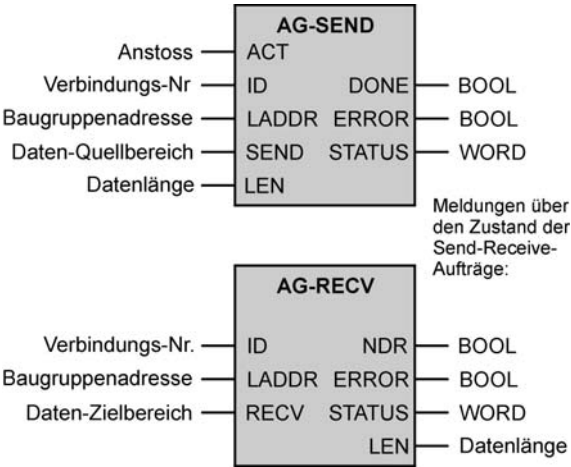 AG-SEND
Anstoss ACT
Verbindungs-Nr ID DONE BOOL
Baugruppenadresse LADDR ERROR BOOL
Daten-Quellbereich SEND STATUS WORD
Datenlänge LEN
Meldungen über
den Zustand der
Send-Receive-
Aufträge:
AG-RECV
Verbindungs-Nr. ID NDR BOOL
Baugruppenadresse LADDR ERROR BOOL
Daten-Zielbereich RECV STATUS WORD
LEN Datenlänge